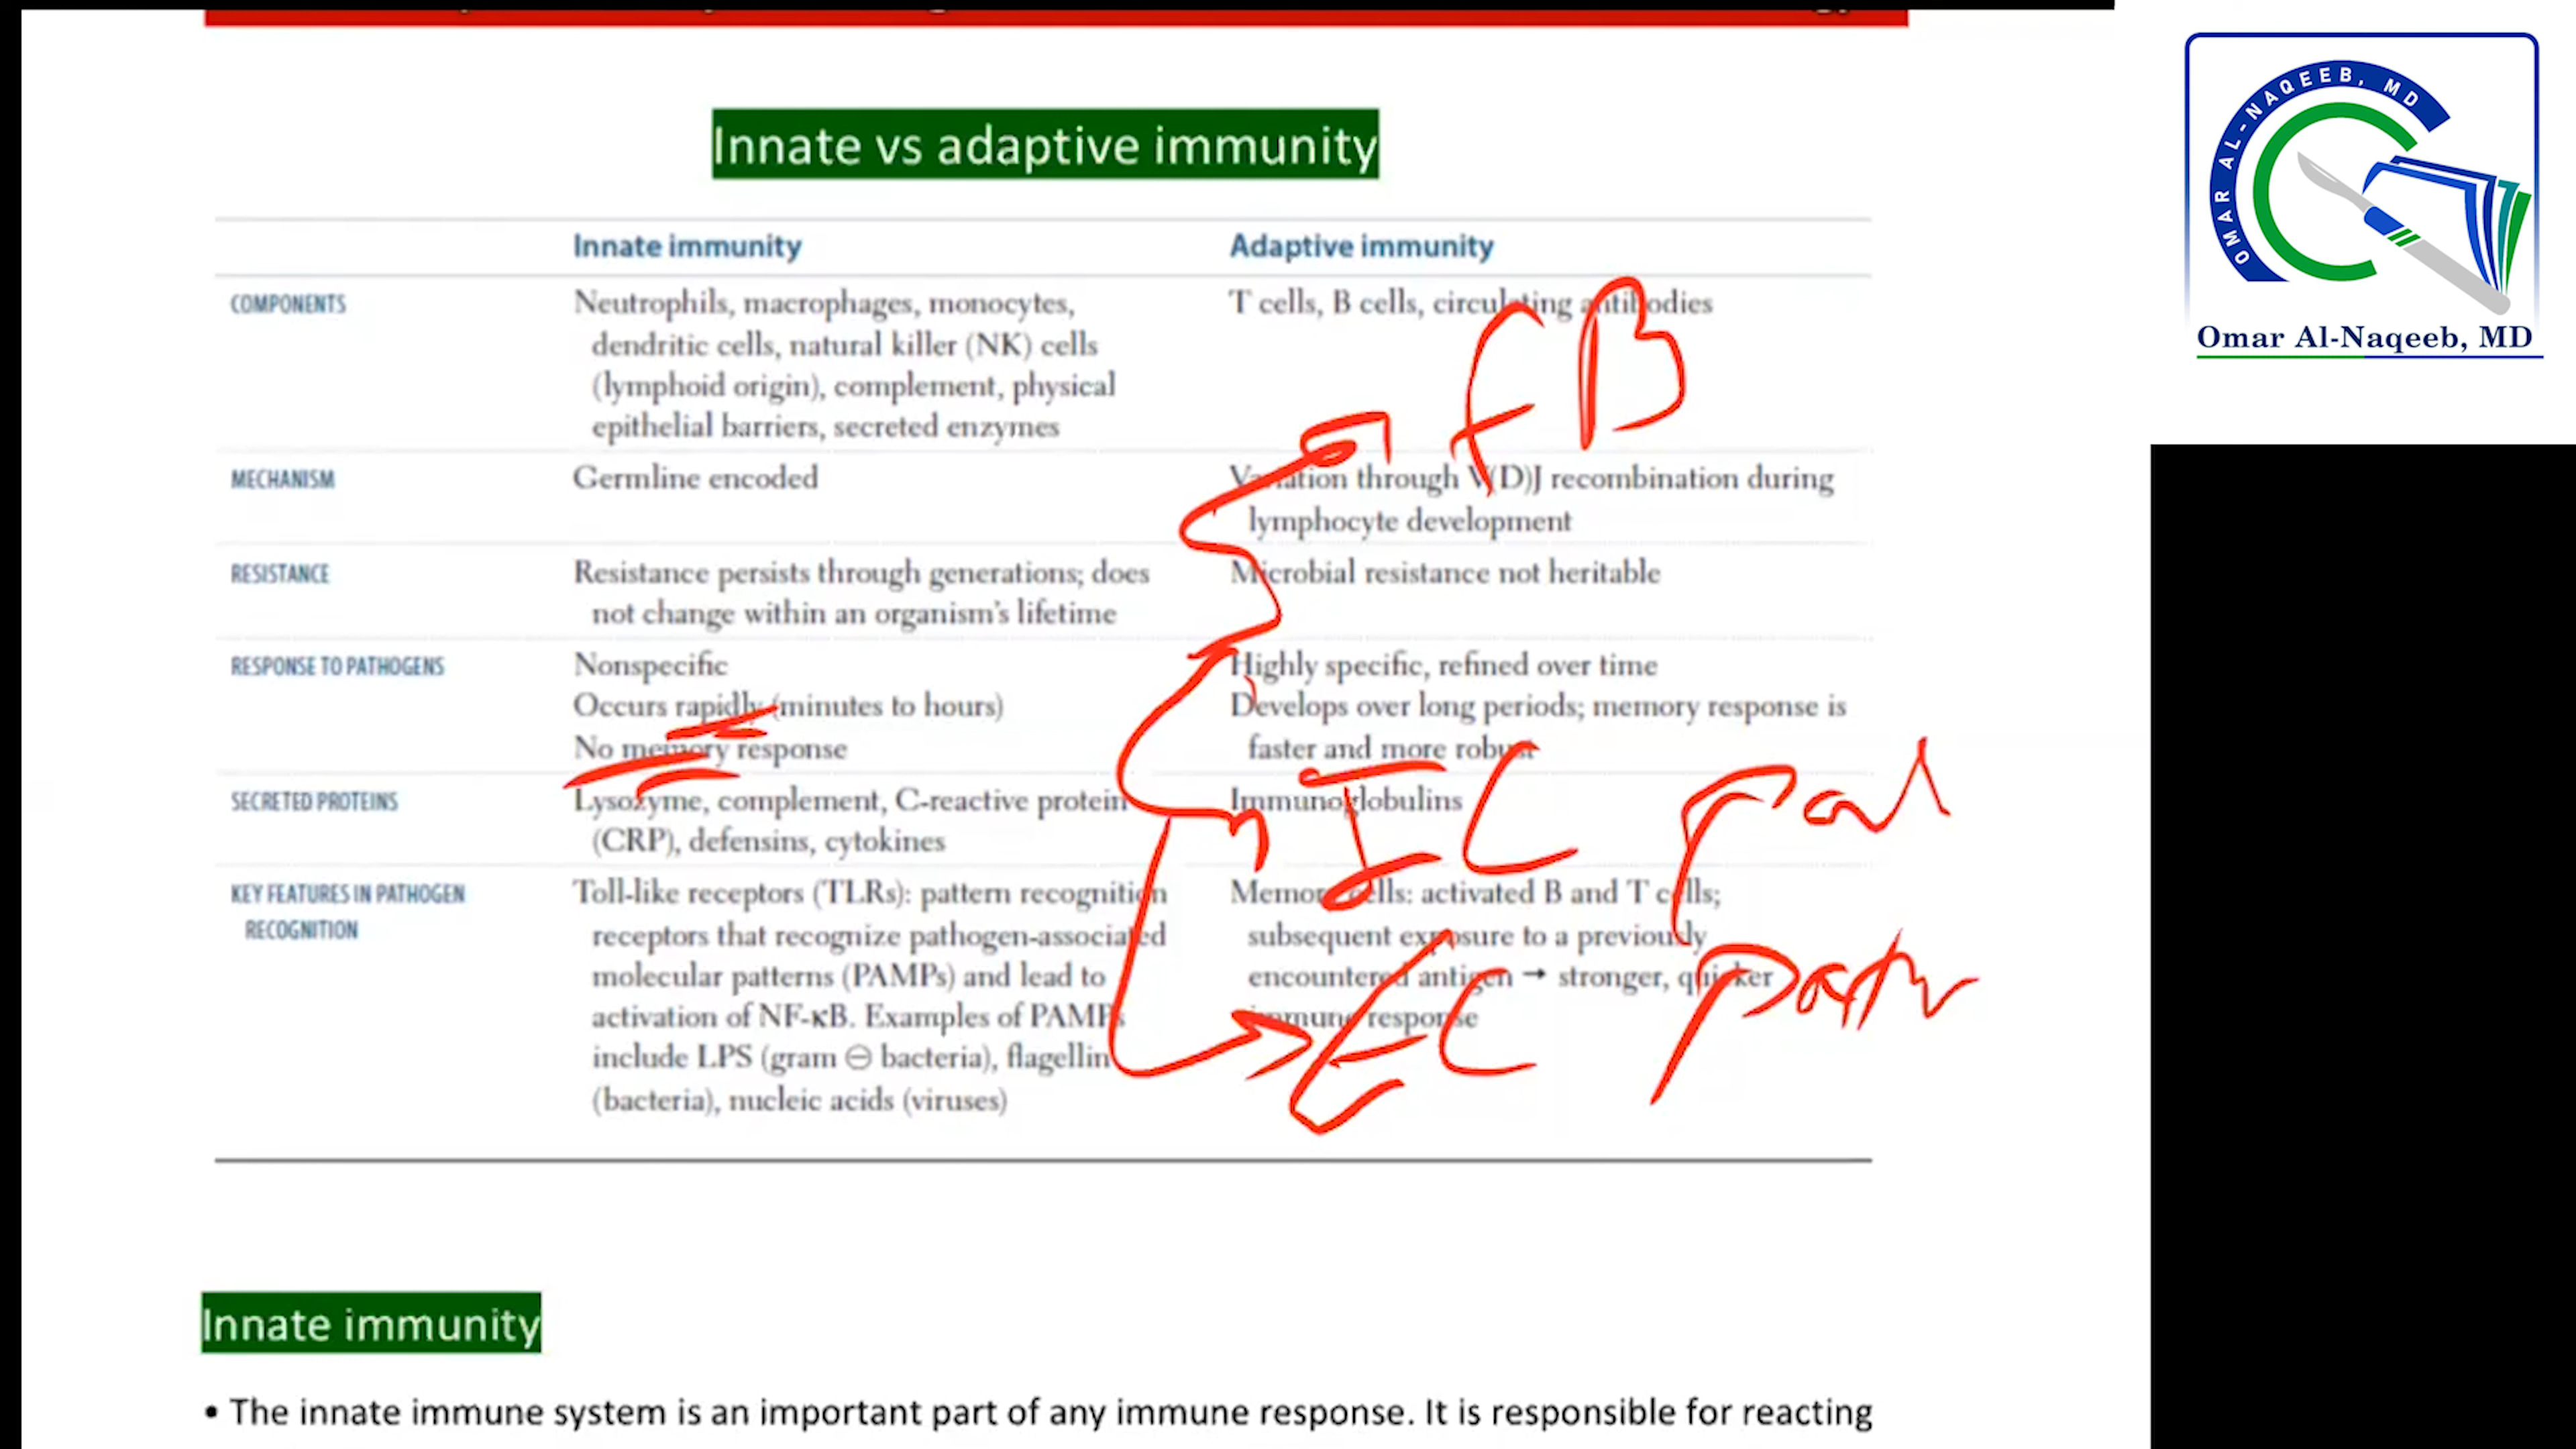 OMAR AL-NAQEEB, MD
Omar Al-Naqeeb, MD
Innate vs adaptive immunity
Innate immunity
Adaptive immunity
COMPONENTS
Neutrophils, macrophages, monocytes,
dendritic cells, natural killer (NK) cells
(lymphoid origin), complement, physical
epithelial barriers, secreted enzymes
T cells, B cells, circulating antibodies
MECHANISM
Germline encoded
Variation through V(D)J recombination during
lymphocyte development
RESISTANCE
Resistance persists through generations; does
not change within an organism's lifetime
Microbial resistance not heritable
RESPONSE TO PATHOGENS
Nonspecific
Occurs rapidly (minutes to hours)
No memory response
Highly specific, refined over time
Develops over long periods; memory response is
faster and more robust
SECRETED PROTEINS
Lysozyme, complement, C-reactive protein
(CRP), defensins, cytokines
Immunoglobulins
KEY FEATURES IN PATHOGEN
RECOGNITION
Toll-like receptors (TLRs): pattern recognition
receptors that recognize pathogen-associated
molecular patterns (PAMPs) and lead to
activation of NF-κB. Examples of PAMPs
include LPS (gram ⊖ bacteria), flagellin
(bacteria), nucleic acids (viruses)
Memory cells: activated B and T cells;
subsequent exposure to a previously
encountered antigen → stronger, quicker
immune response
FB
IC
EC
Innate immunity
• The innate immune system is an important part of any immune response. It is responsible for reacting